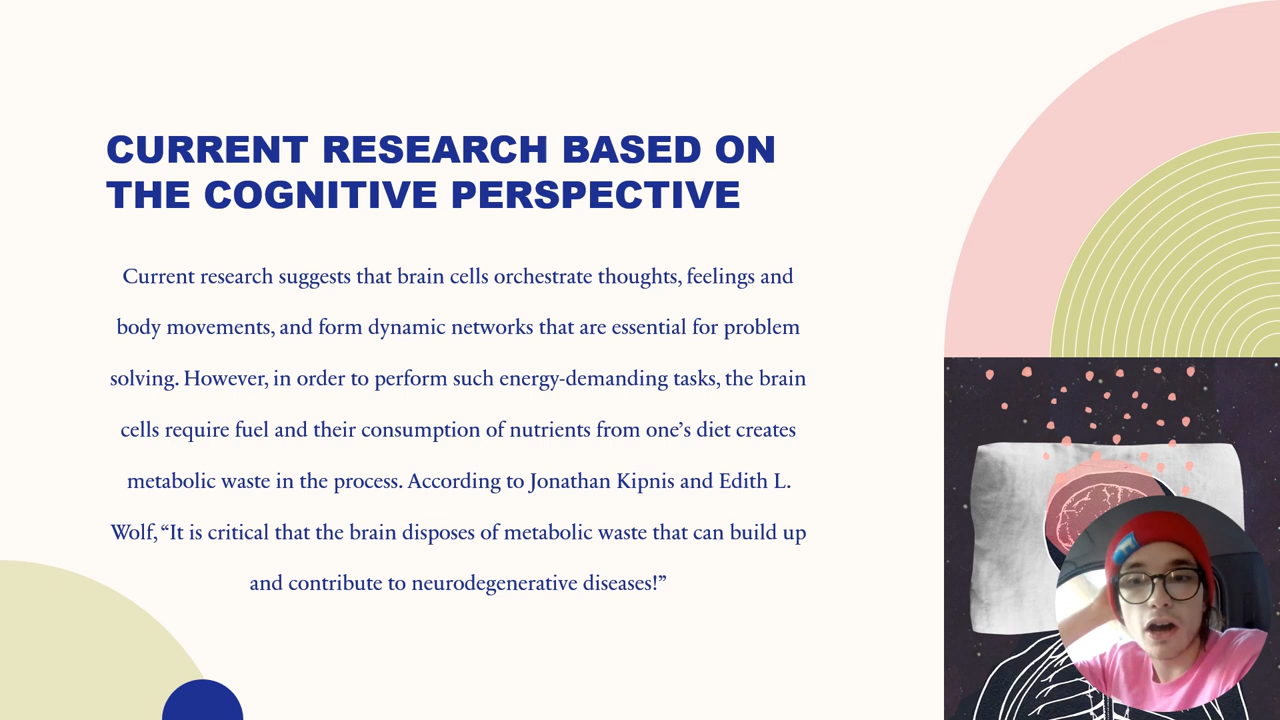 CURRENT RESEARCH BASED ON
THE COGNITIVE PERSPECTIVE
Current research suggests that brain cells orchestrate thoughts, feelings and
body movements, and form dynamic networks that are essential for problem
solving. However, in order to perform such energy-demanding tasks, the brain
cells require fuel and their consumption of nutrients from one’s diet creates
metabolic waste in the process. According to Jonathan Kipnis and Edith L.
Wolf, “It is critical that the brain disposes of metabolic waste that can build up
and contribute to neurodegenerative diseases!”